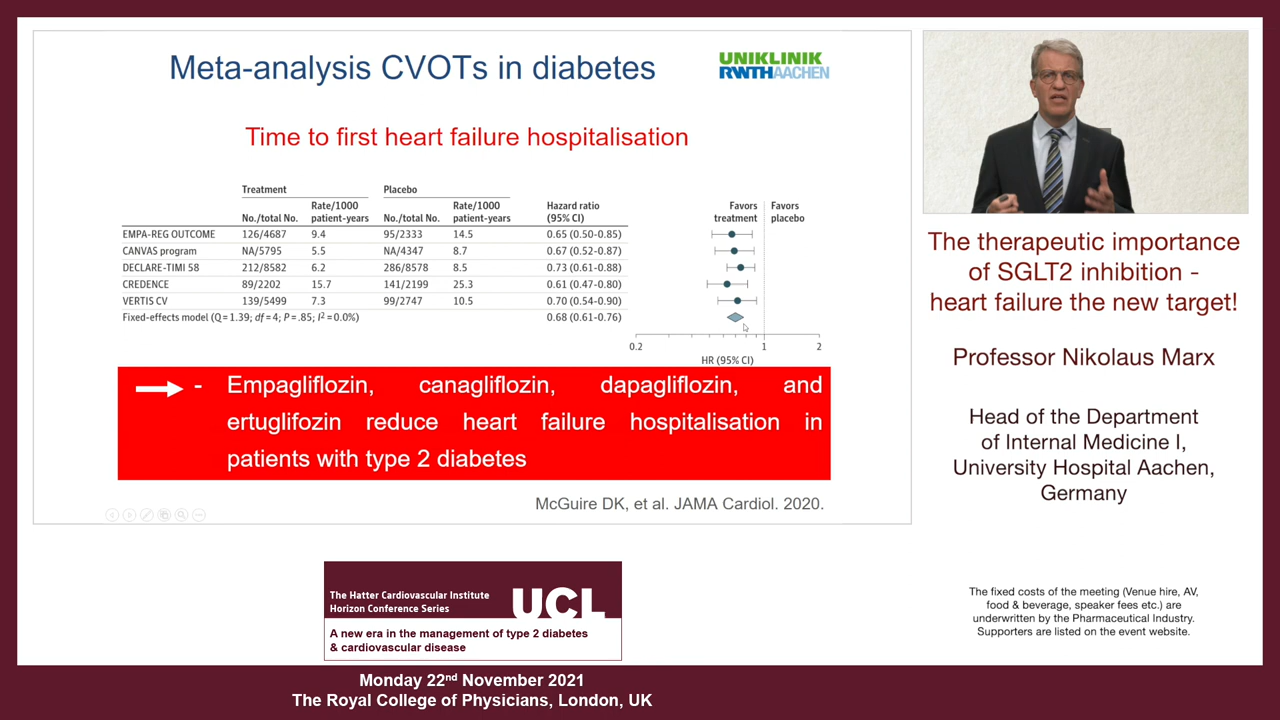 Meta-analysis CVOTs in diabetes
UNIKLINIK
RWTHAACHEN
Time to first heart failure hospitalisation
Treatment Placebo
Rate/1000 Rate/1000 Hazard ratio Favors Favors
No./total No. patient-years No./total No. patient-years (95% CI) treatment placebo
EMPA-REG OUTCOME 126/4687 9.4 95/2333 14.5 0.65 (0.50-0.85)
CANVAS program NA/5795 5.5 NA/4347 8.7 0.67 (0.52-0.87)
DECLARE-TIMI 58 212/8582 6.2 286/8578 8.5 0.73 (0.61-0.88)
CREDENCE 89/2202 15.7 141/2199 25.3 0.61 (0.47-0.80)
VERTIS CV 139/5499 7.3 99/2747 10.5 0.70 (0.54-0.90)
Fixed-effects model (Q = 1.39; df = 4; P = .85; I² = 0.0%) 0.68 (0.61-0.76)
0.2 1 2
HR (95% CI)
- Empagliflozin, canagliflozin, dapagliflozin, and
ertuglifozin reduce heart failure hospitalisation in
patients with type 2 diabetes
McGuire DK, et al. JAMA Cardiol. 2020.
The therapeutic importance
of SGLT2 inhibition -
heart failure the new target!
Professor Nikolaus Marx
Head of the Department
of Internal Medicine I,
University Hospital Aachen,
Germany
The fixed costs of the meeting (Venue hire, AV,
food & beverage, speaker fees etc.) are
underwritten by the Pharmaceutical Industry.
Supporters are listed on the event website.
The Hatter Cardiovascular Institute
Horizon Conference Series
UCL
A new era in the management of type 2 diabetes
& cardiovascular disease
Monday 22nd November 2021
The Royal College of Physicians, London, UK